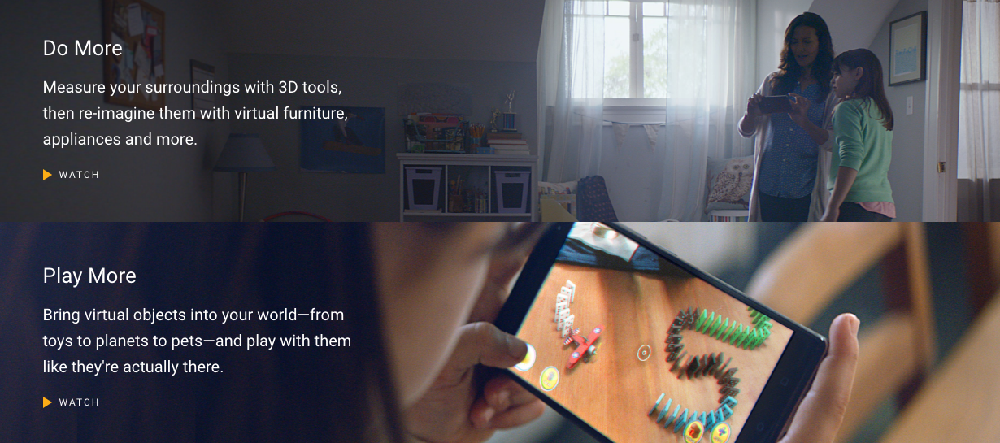 Do More
Measure your surroundings with 3D tools,
then re-imagine them with virtual furniture,
appliances and more.
WATCH
Play More
Bring virtual objects into your world—from
toys to planets to pets—and play with them
like they're actually there.
WATCH